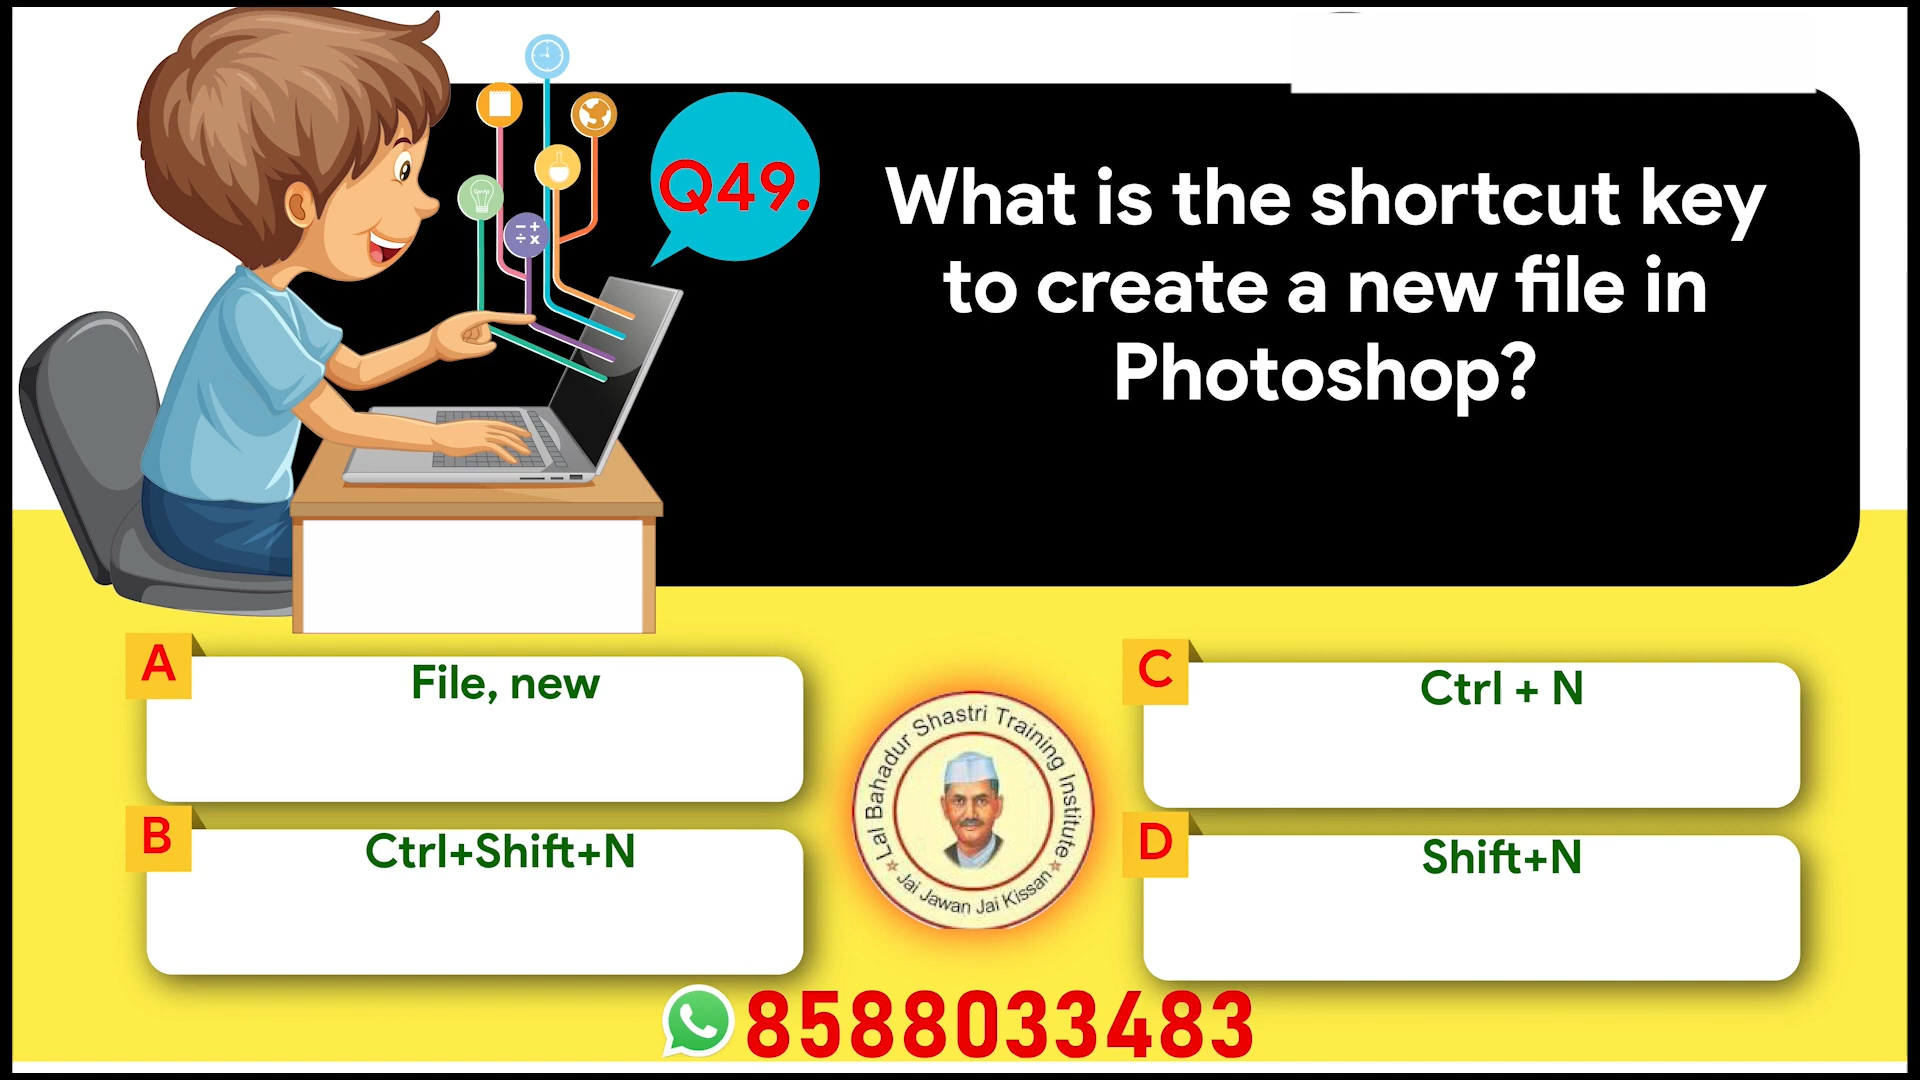 Q49.
What is the shortcut key
to create a new file in
Photoshop?
A
File, new
B
Ctrl+Shift+N
C
Ctrl + N
D
Shift+N
Lal Bahadur Shastri Training Institute
Jai Jawan Jai Kissan
8588033483